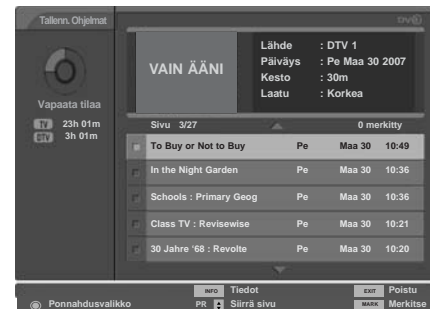 Tallenn. Ohjelmat
DVD
VAIN ÄÄNI
Lähde : DTV 1
Päiväys : Pe Maa 30 2007
Kesto : 30m
Laatu : Korkea
Vapaata tilaa
TV 23h 01m
DTV 3h 01m
Sivu 3/27 0 merkitty
To Buy or Not to Buy Pe Maa 30 10:49
In the Night Garden Pe Maa 30 10:36
Schools : Primary Geog Pe Maa 30 10:36
Class TV : Revisewise Pe Maa 30 10:21
30 Jahre ‘68 : Revolte Pe Maa 30 10:20
INFO Tiedot EXIT Poistu
Ponnahdusvalikko PR Siirrä sivu MARK Merkitse